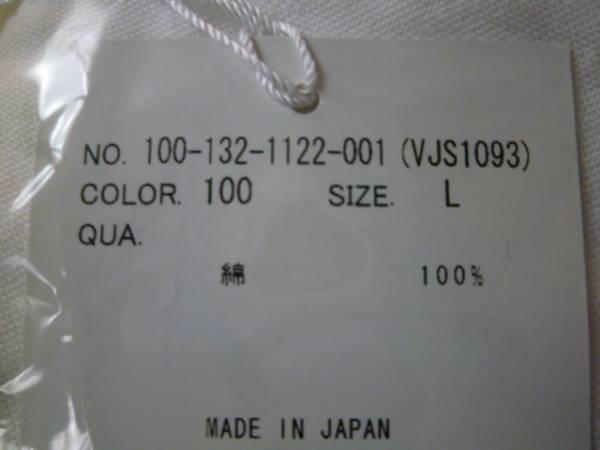 NO. 100-132-1122-001 (VJS1093)
COLOR. 100 SIZE. L
QUA.
綿 100%
MADE IN JAPAN